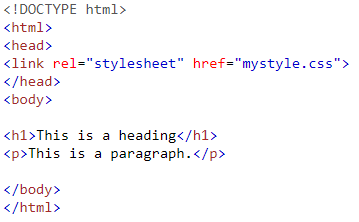 <!DOCTYPE html>
<html>
<head>
<link rel="stylesheet" href="mystyle.css">
</head>
<body>

<h1>This is a heading</h1>
<p>This is a paragraph.</p>

</body>
</html>